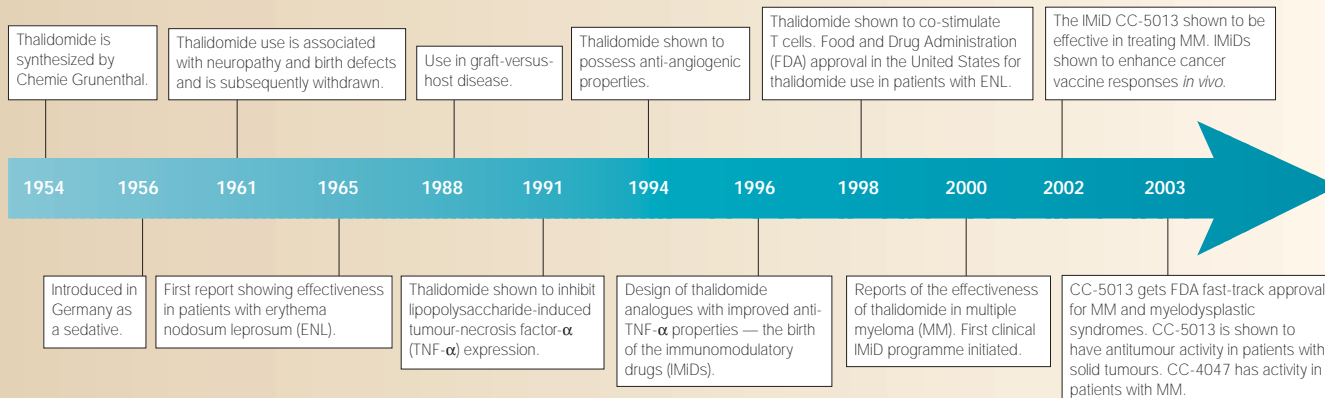 Thalidomide is
synthesized by
Chemie Grunenthal.
Thalidomide use is associated
with neuropathy and birth defects
and is subsequently withdrawn.
Use in graft-versus-
host disease.
Thalidomide shown to
possess anti-angiogenic
properties.
Thalidomide shown to co-stimulate
T cells. Food and Drug Administration
(FDA) approval in the United States for
thalidomide use in patients with ENL.
The IMiD CC-5013 shown to be
effective in treating MM. IMiDs
shown to enhance cancer
vaccine responses in vivo.
1954 1956 1961 1965 1988 1991 1994 1996 1998 2000 2002 2003
Introduced in
Germany as
a sedative.
First report showing effectiveness
in patients with erythema
nodosum leprosum (ENL).
Thalidomide shown to inhibit
lipopolysaccharide-induced
tumour-necrosis factor-α
(TNF-α) expression.
Design of thalidomide
analogues with improved anti-
TNF-α properties — the birth
of the immunomodulatory
drugs (IMiDs).
Reports of the effectiveness
of thalidomide in multiple
myeloma (MM). First clinical
IMiD programme initiated.
CC-5013 gets FDA fast-track approval
for MM and myelodysplastic
syndromes. CC-5013 is shown to
have antitumour activity in patients with
solid tumours. CC-4047 has activity in
patients with MM.